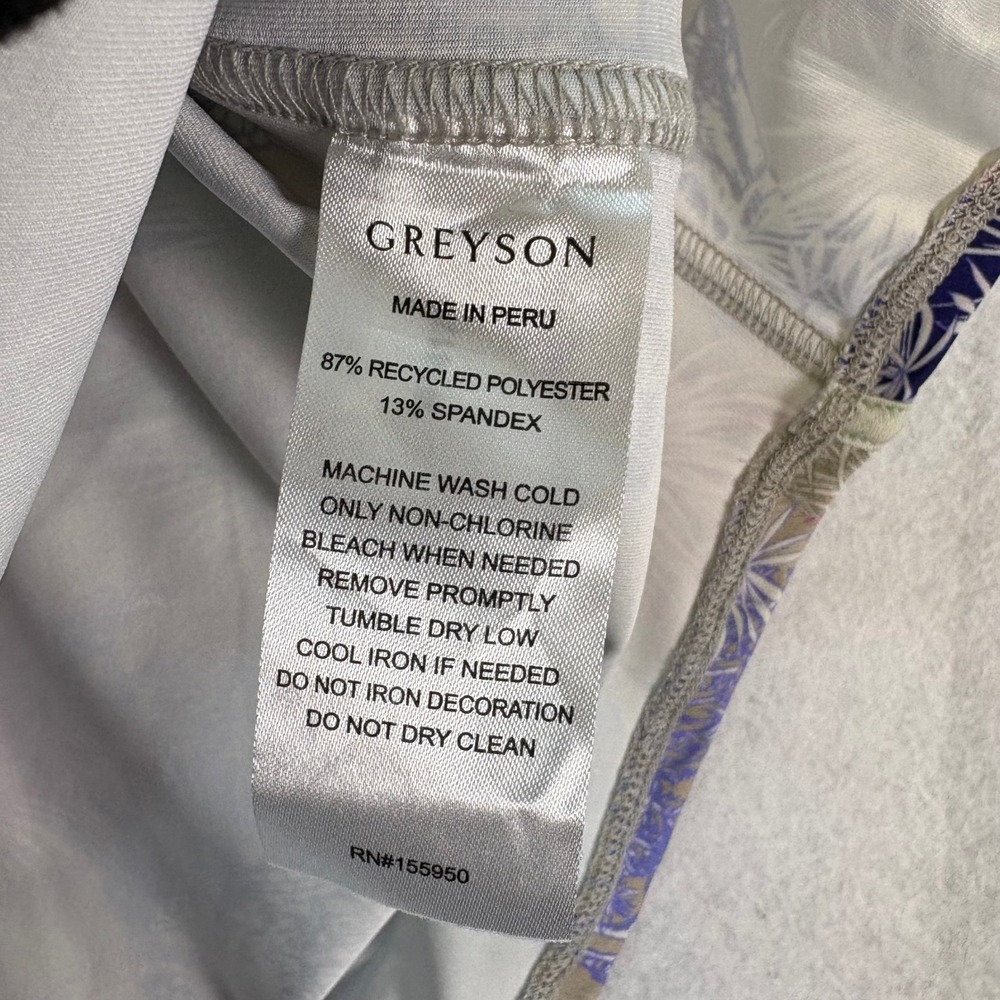 GREYSON
MADE IN PERU
87% RECYCLED POLYESTER
13% SPANDEX
MACHINE WASH COLD
ONLY NON-CHLORINE
BLEACH WHEN NEEDED
REMOVE PROMPTLY
TUMBLE DRY LOW
COOL IRON IF NEEDED
DO NOT IRON DECORATION
DO NOT DRY CLEAN
RN#155950